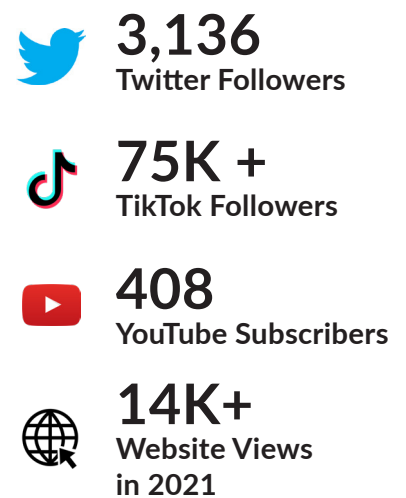 3,136
Twitter Followers
75K +
TikTok Followers
408
YouTube Subscribers
14K+
Website Views
in 2021